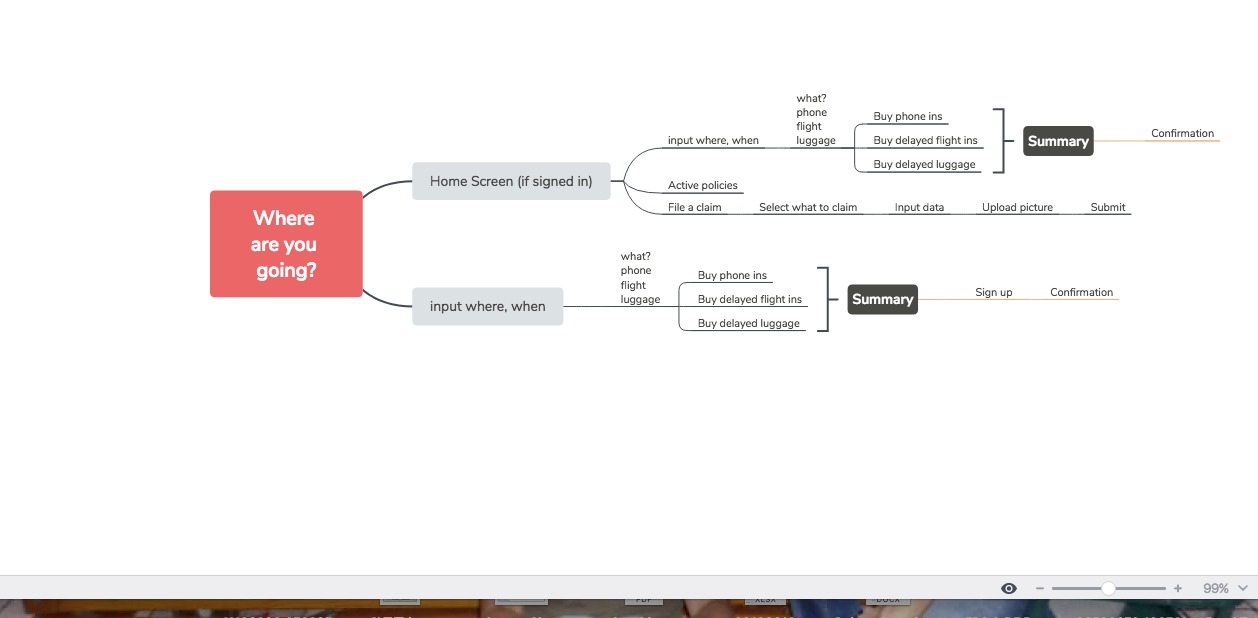 Where
are you
going?
Home Screen (if signed in)
input where, when
what?
phone
flight
luggage
Buy phone ins
Buy delayed flight ins
Buy delayed luggage
Summary
Confirmation
Active policies
File a claim
Select what to claim
Input data
Upload picture
Submit
input where, when
what?
phone
flight
luggage
Buy phone ins
Buy delayed flight ins
Buy delayed luggage
Summary
Sign up
Confirmation
99%
PDF
XLSX
DOCX